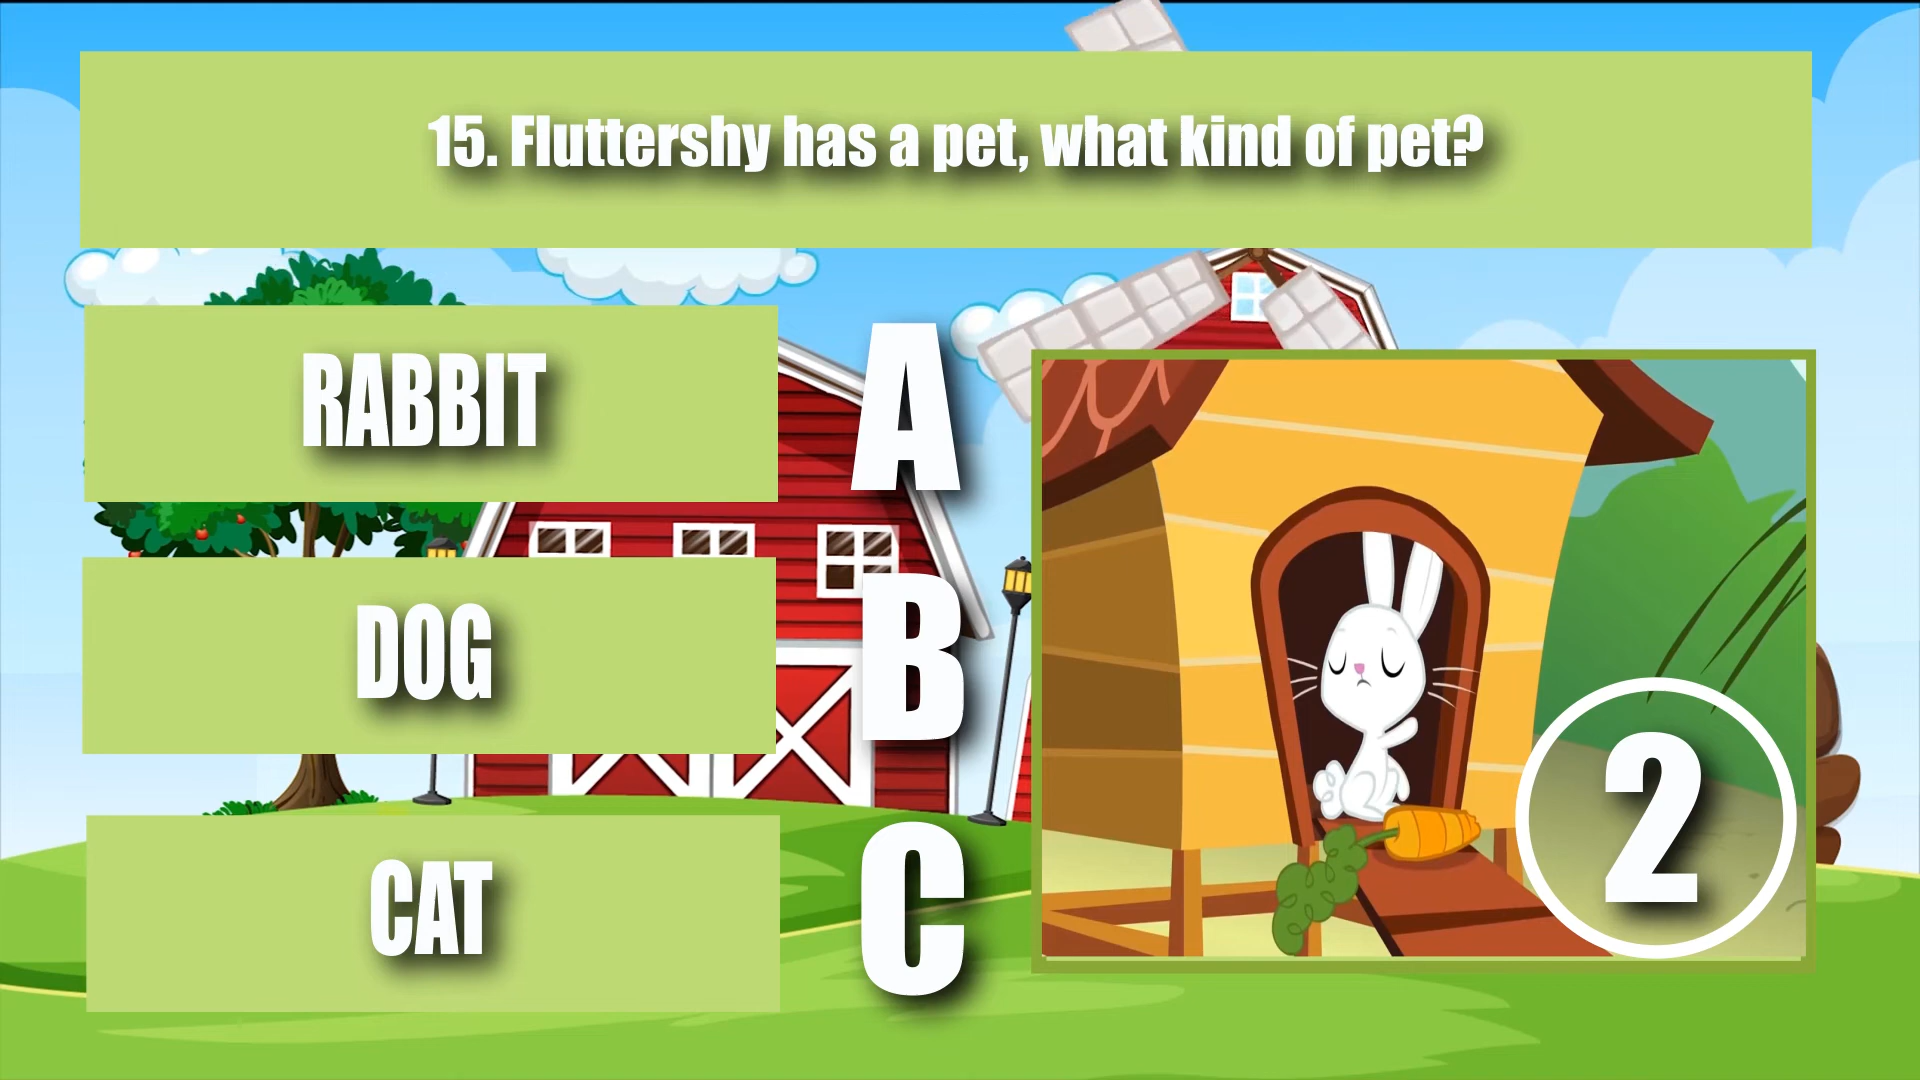 15. Fluttershy has a pet, what kind of pet?
RABBIT A
DOG B
CAT C
2